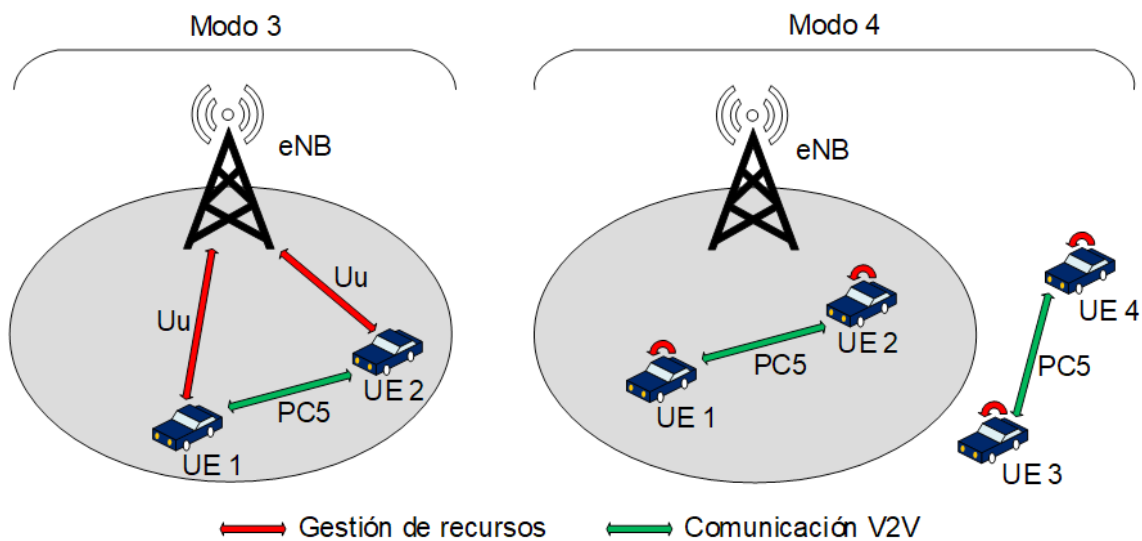 Modo 3
eNB
Uu
Uu
UE 2
PC5
UE 1
Modo 4
eNB
UE 4
UE 2
PC5
PC5
UE 1
UE 3
Gestión de recursos
Comunicación V2V